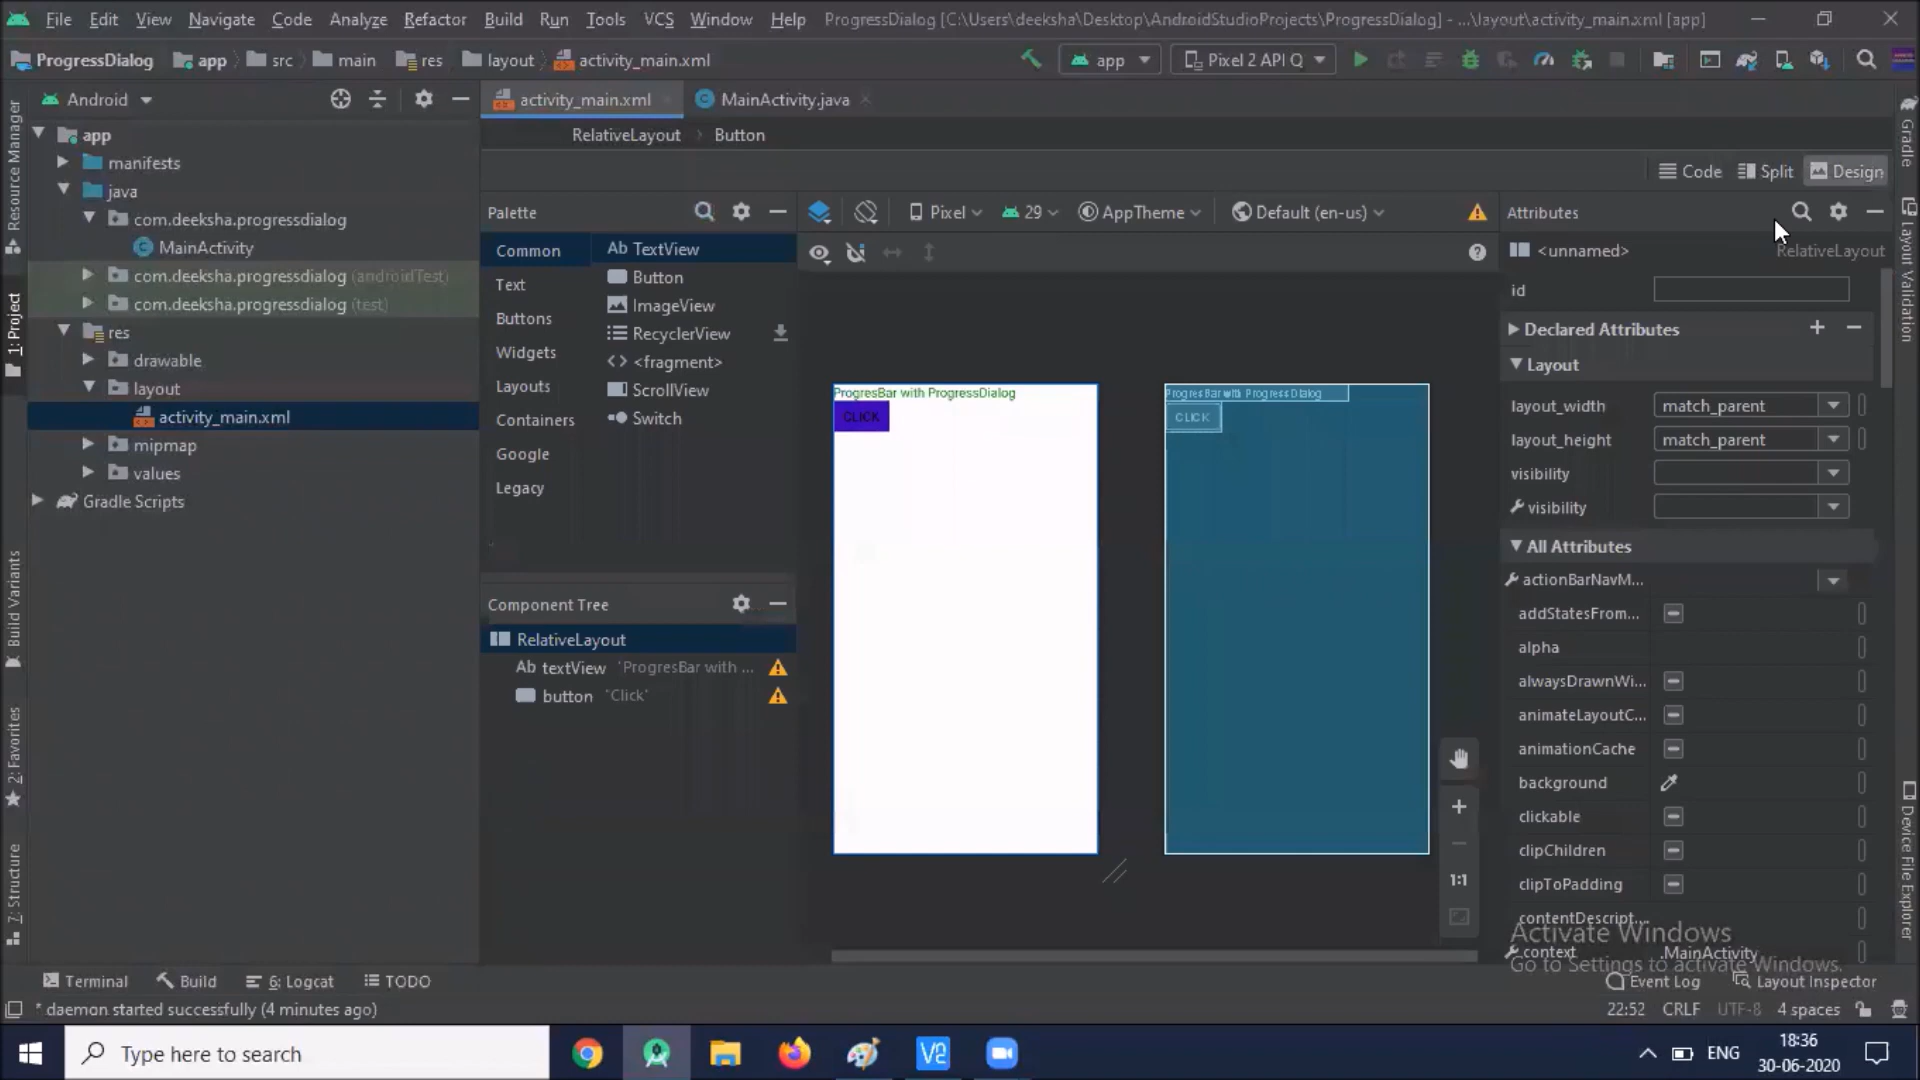 File Edit View Navigate Code Analyze Refactor Build Run Tools VCS Window Help ProgressDialog [C:\Users\deeksha\Desktop\AndroidStudioProjects\ProgressDialog] - ...\layout\activity_main.xml [app]
ProgressDialog app src main res layout activity_main.xml app Pixel 2 API Q
Android activity_main.xml MainActivity.java
RelativeLayout Button
Code Split Design
Resource Manager
1: Project
Build Variants
2: Favorites
7: Structure
app
manifests
java
com.deeksha.progressdialog
MainActivity
com.deeksha.progressdialog (androidTest)
com.deeksha.progressdialog (test)
res
drawable
layout
activity_main.xml
mipmap
values
Gradle Scripts
Palette
Common
Text
Buttons
Widgets
Layouts
Containers
Google
Legacy
Ab TextView
Button
ImageView
RecyclerView
<fragment>
ScrollView
Switch
Component Tree
RelativeLayout
Ab textView "ProgresBar with ...
button "Click"
Pixel 29 AppTheme Default (en-us)
ProgresBar with ProgressDialog
CLICK
ProgresBar with ProgressDialog
CLICK
1:1
Attributes
<unnamed> RelativeLayout
id
Declared Attributes
Layout
layout_width match_parent
layout_height match_parent
visibility
visibility
All Attributes
actionBarNavM...
addStatesFrom...
alpha
alwaysDrawnWi...
animateLayoutC...
animationCache
background
clickable
clipChildren
clipToPadding
contentDescript...
context .MainActivity
Activate Windows
Go to Settings to activate Windows.
Gradle
Layout Validation
Device File Explorer
Terminal Build 6: Logcat TODO Event Log Layout Inspector
* daemon started successfully (4 minutes ago) 22:52 CRLF UTF-8 4 spaces
Type here to search V2 ENG 18:36
30-06-2020